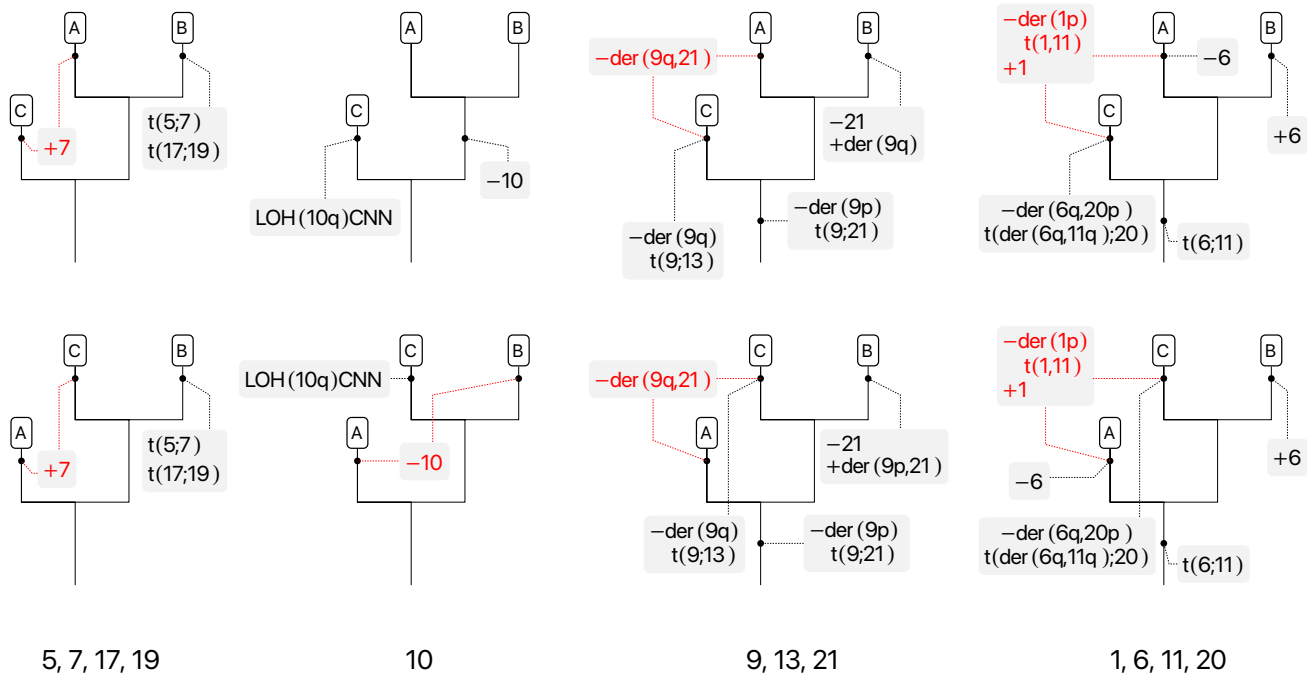 A
B
C
+7
t(5;7)
t(17;19)
A
B
C
−10
LOH(10q)CNN
−der(9q,21)
A
B
C
−21
+der(9q)
−der(9q)
t(9;13)
−der(9p)
t(9;21)
−der(1p)
t(1,11)
+1
A
B
−6
C
+6
−der(6q,20p)
t(der(6q,11q);20)
t(6;11)
C
B
A
+7
t(5;7)
t(17;19)
C
B
LOH(10q)CNN
A
−10
−der(9q,21)
C
B
A
−21
+der(9p,21)
−der(9q)
t(9;13)
−der(9p)
t(9;21)
−der(1p)
t(1,11)
+1
C
B
A
−6
+6
−der(6q,20p)
t(der(6q,11q);20)
t(6;11)
5, 7, 17, 19
10
9, 13, 21
1, 6, 11, 20